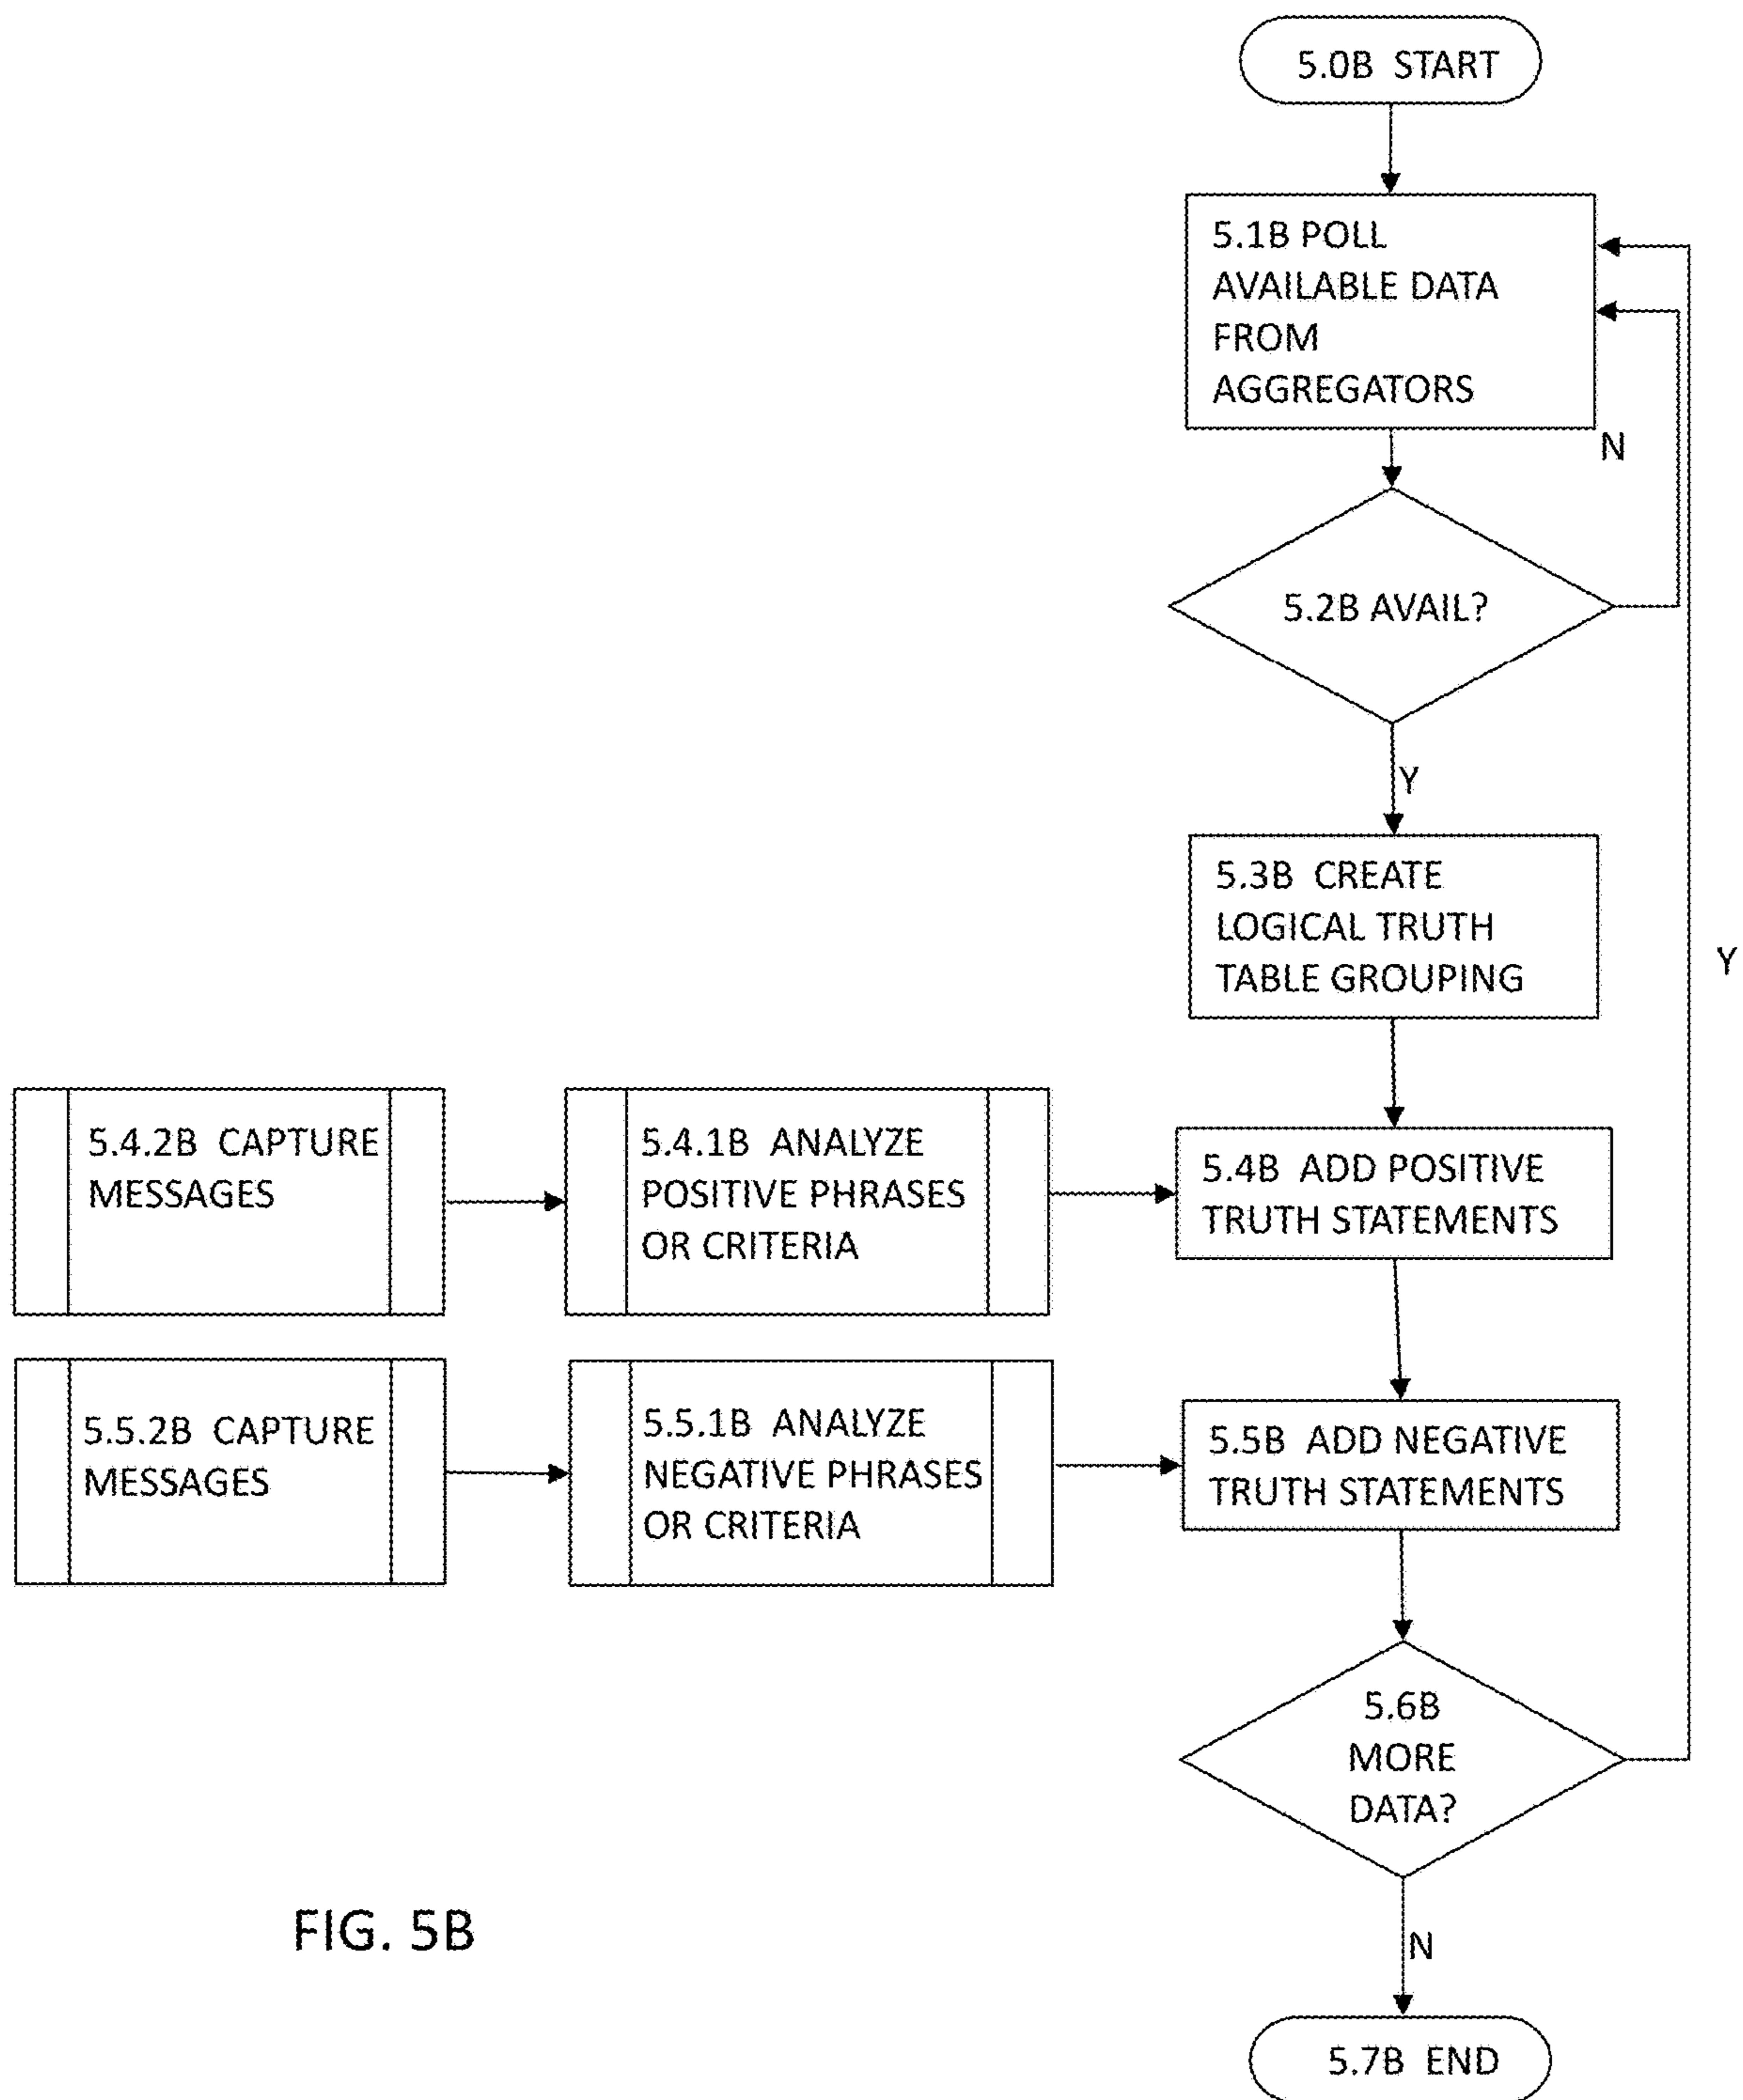 5.0B START
5.1B POLL
AVAILABLE DATA
FROM
AGGREGATORS
N
5.2B AVAIL?
Y
5.3B CREATE
LOGICAL TRUTH
TABLE GROUPING
Y
5.4.2B CAPTURE
MESSAGES
5.4.1B ANALYZE
POSITIVE PHRASES
OR CRITERIA
5.4B ADD POSITIVE
TRUTH STATEMENTS
5.5.2B CAPTURE
MESSAGES
5.5.1B ANALYZE
NEGATIVE PHRASES
OR CRITERIA
5.5B ADD NEGATIVE
TRUTH STATEMENTS
5.6B
MORE
DATA?
FIG. 5B
N
5.7B END